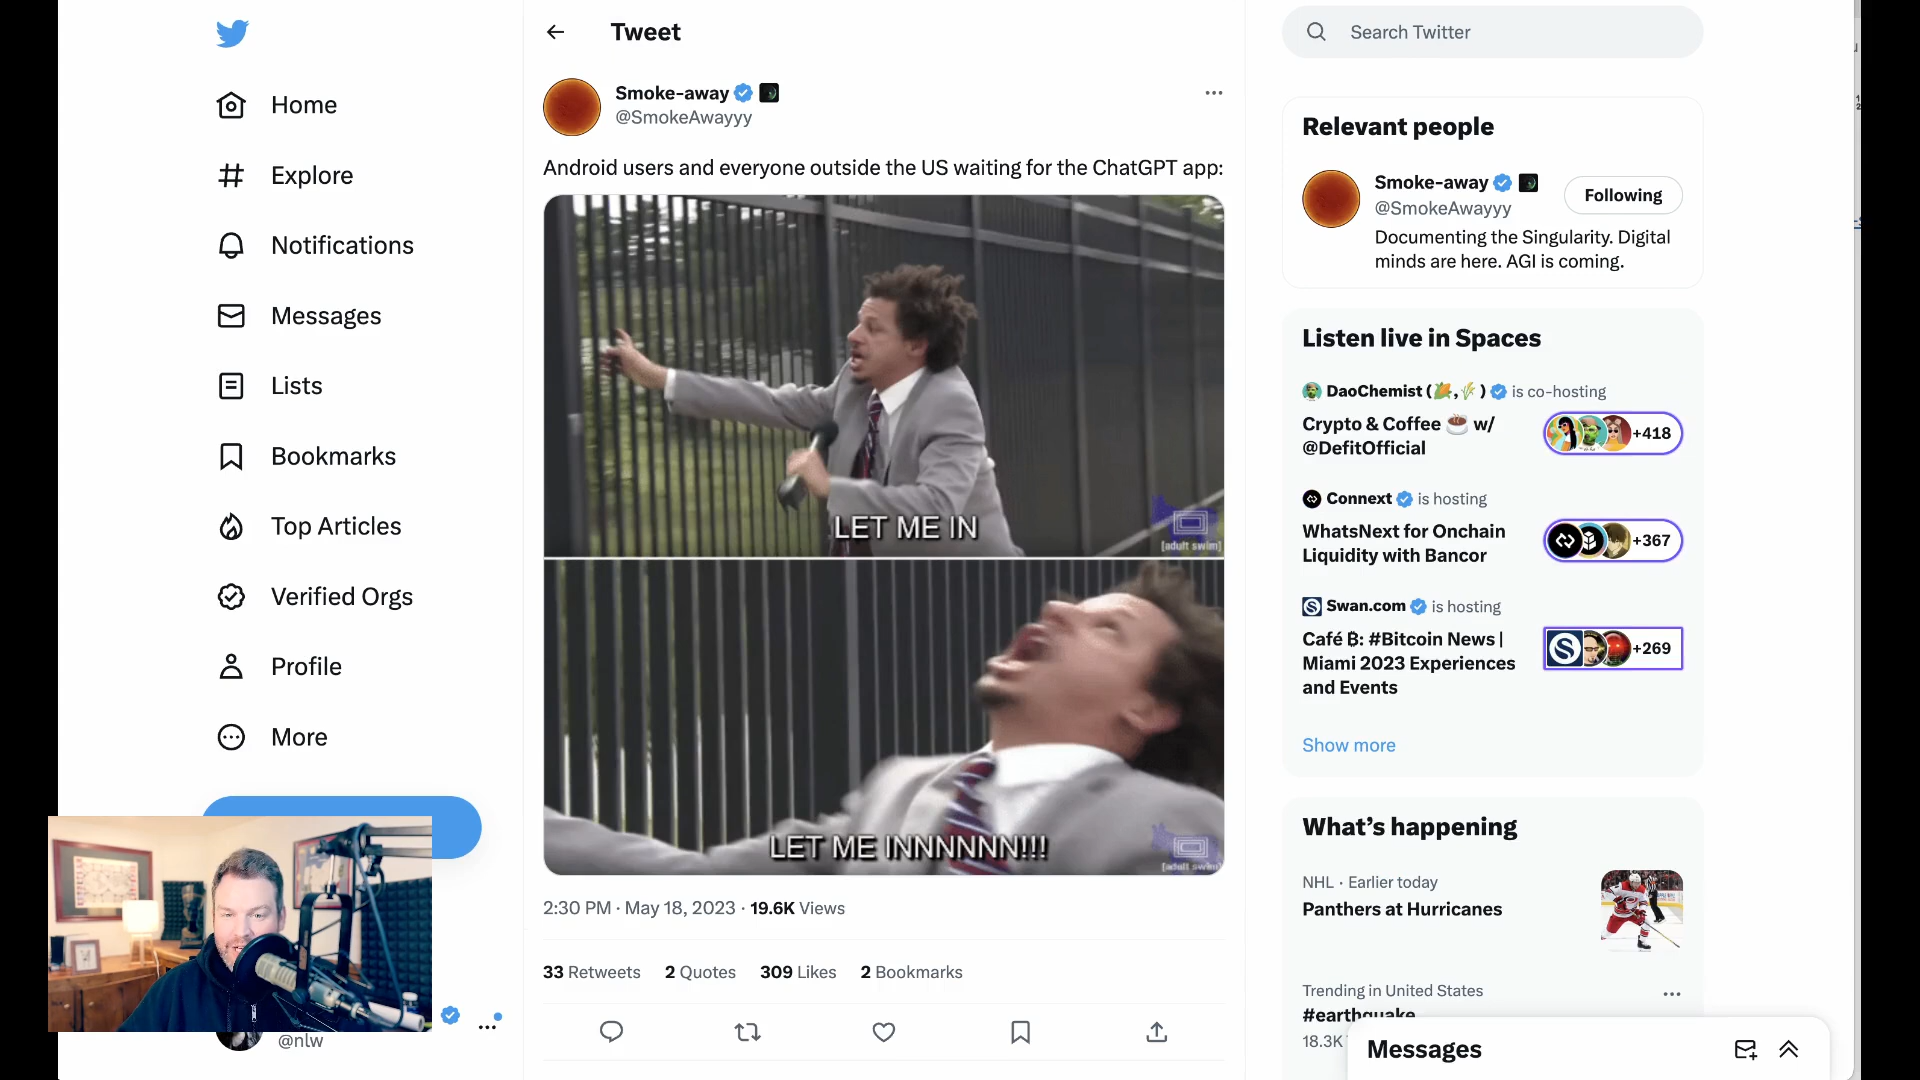 Home
Explore
Notifications
Messages
Lists
Bookmarks
Top Articles
Verified Orgs
Profile
More
@nlw
Tweet
Smoke-away
@SmokeAwayyy
Android users and everyone outside the US waiting for the ChatGPT app:
LET ME IN
[adult swim]
LET ME INNNNNN!!!
[adult swim]
2:30 PM · May 18, 2023 · 19.6K Views
33 Retweets 2 Quotes 309 Likes 2 Bookmarks
Search Twitter
Relevant people
Smoke-away
@SmokeAwayyy
Following
Documenting the Singularity. Digital
minds are here. AGI is coming.
Listen live in Spaces
DaoChemist (🌽,🌾) is co-hosting
Crypto & Coffee ☕ w/
@DefitOfficial
+418
Connext is hosting
WhatsNext for Onchain
Liquidity with Bancor
+367
Swan.com is hosting
Café ₿: #Bitcoin News |
Miami 2023 Experiences
and Events
+269
Show more
What's happening
NHL · Earlier today
Panthers at Hurricanes
Trending in United States
#earthquake
18.3K
Messages